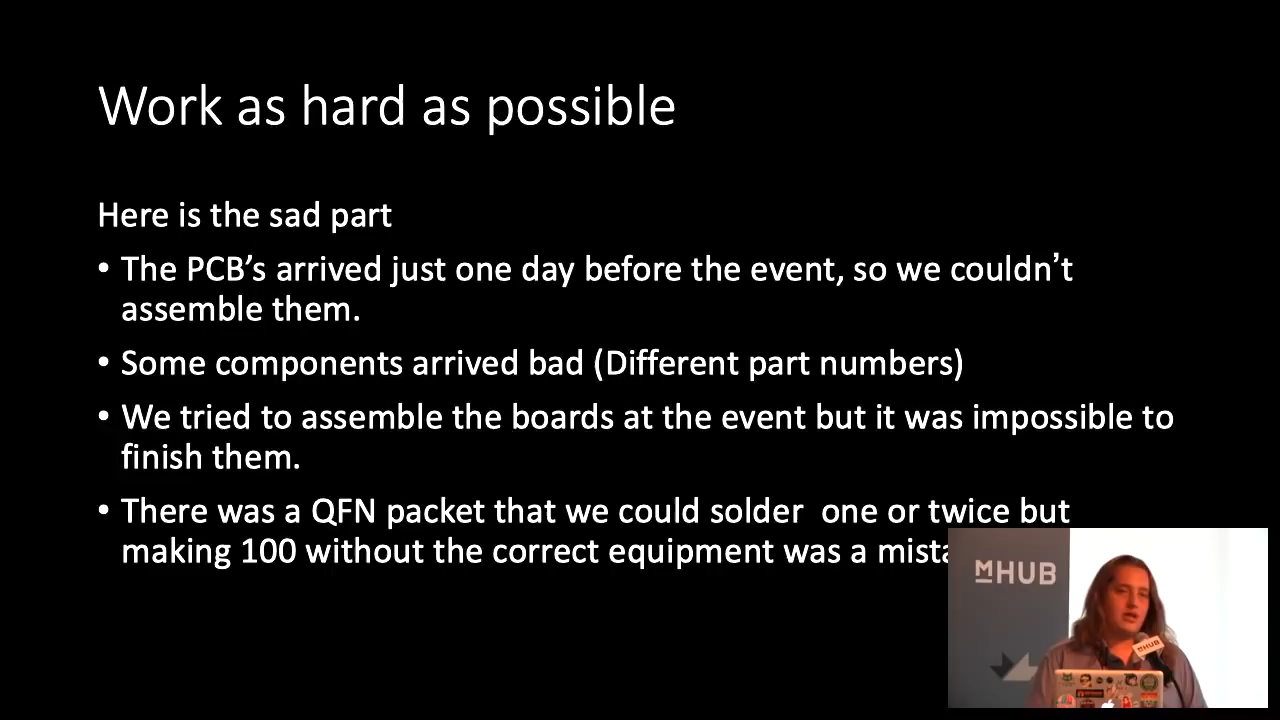 Work as hard as possible
Here is the sad part
• The PCB’s arrived just one day before the event, so we couldn’t
assemble them.
• Some components arrived bad (Different part numbers)
• We tried to assemble the boards at the event but it was impossible to
finish them.
• There was a QFN packet that we could solder  one or twice but
making 100 without the correct equipment was a mista
MHUB
MHUB